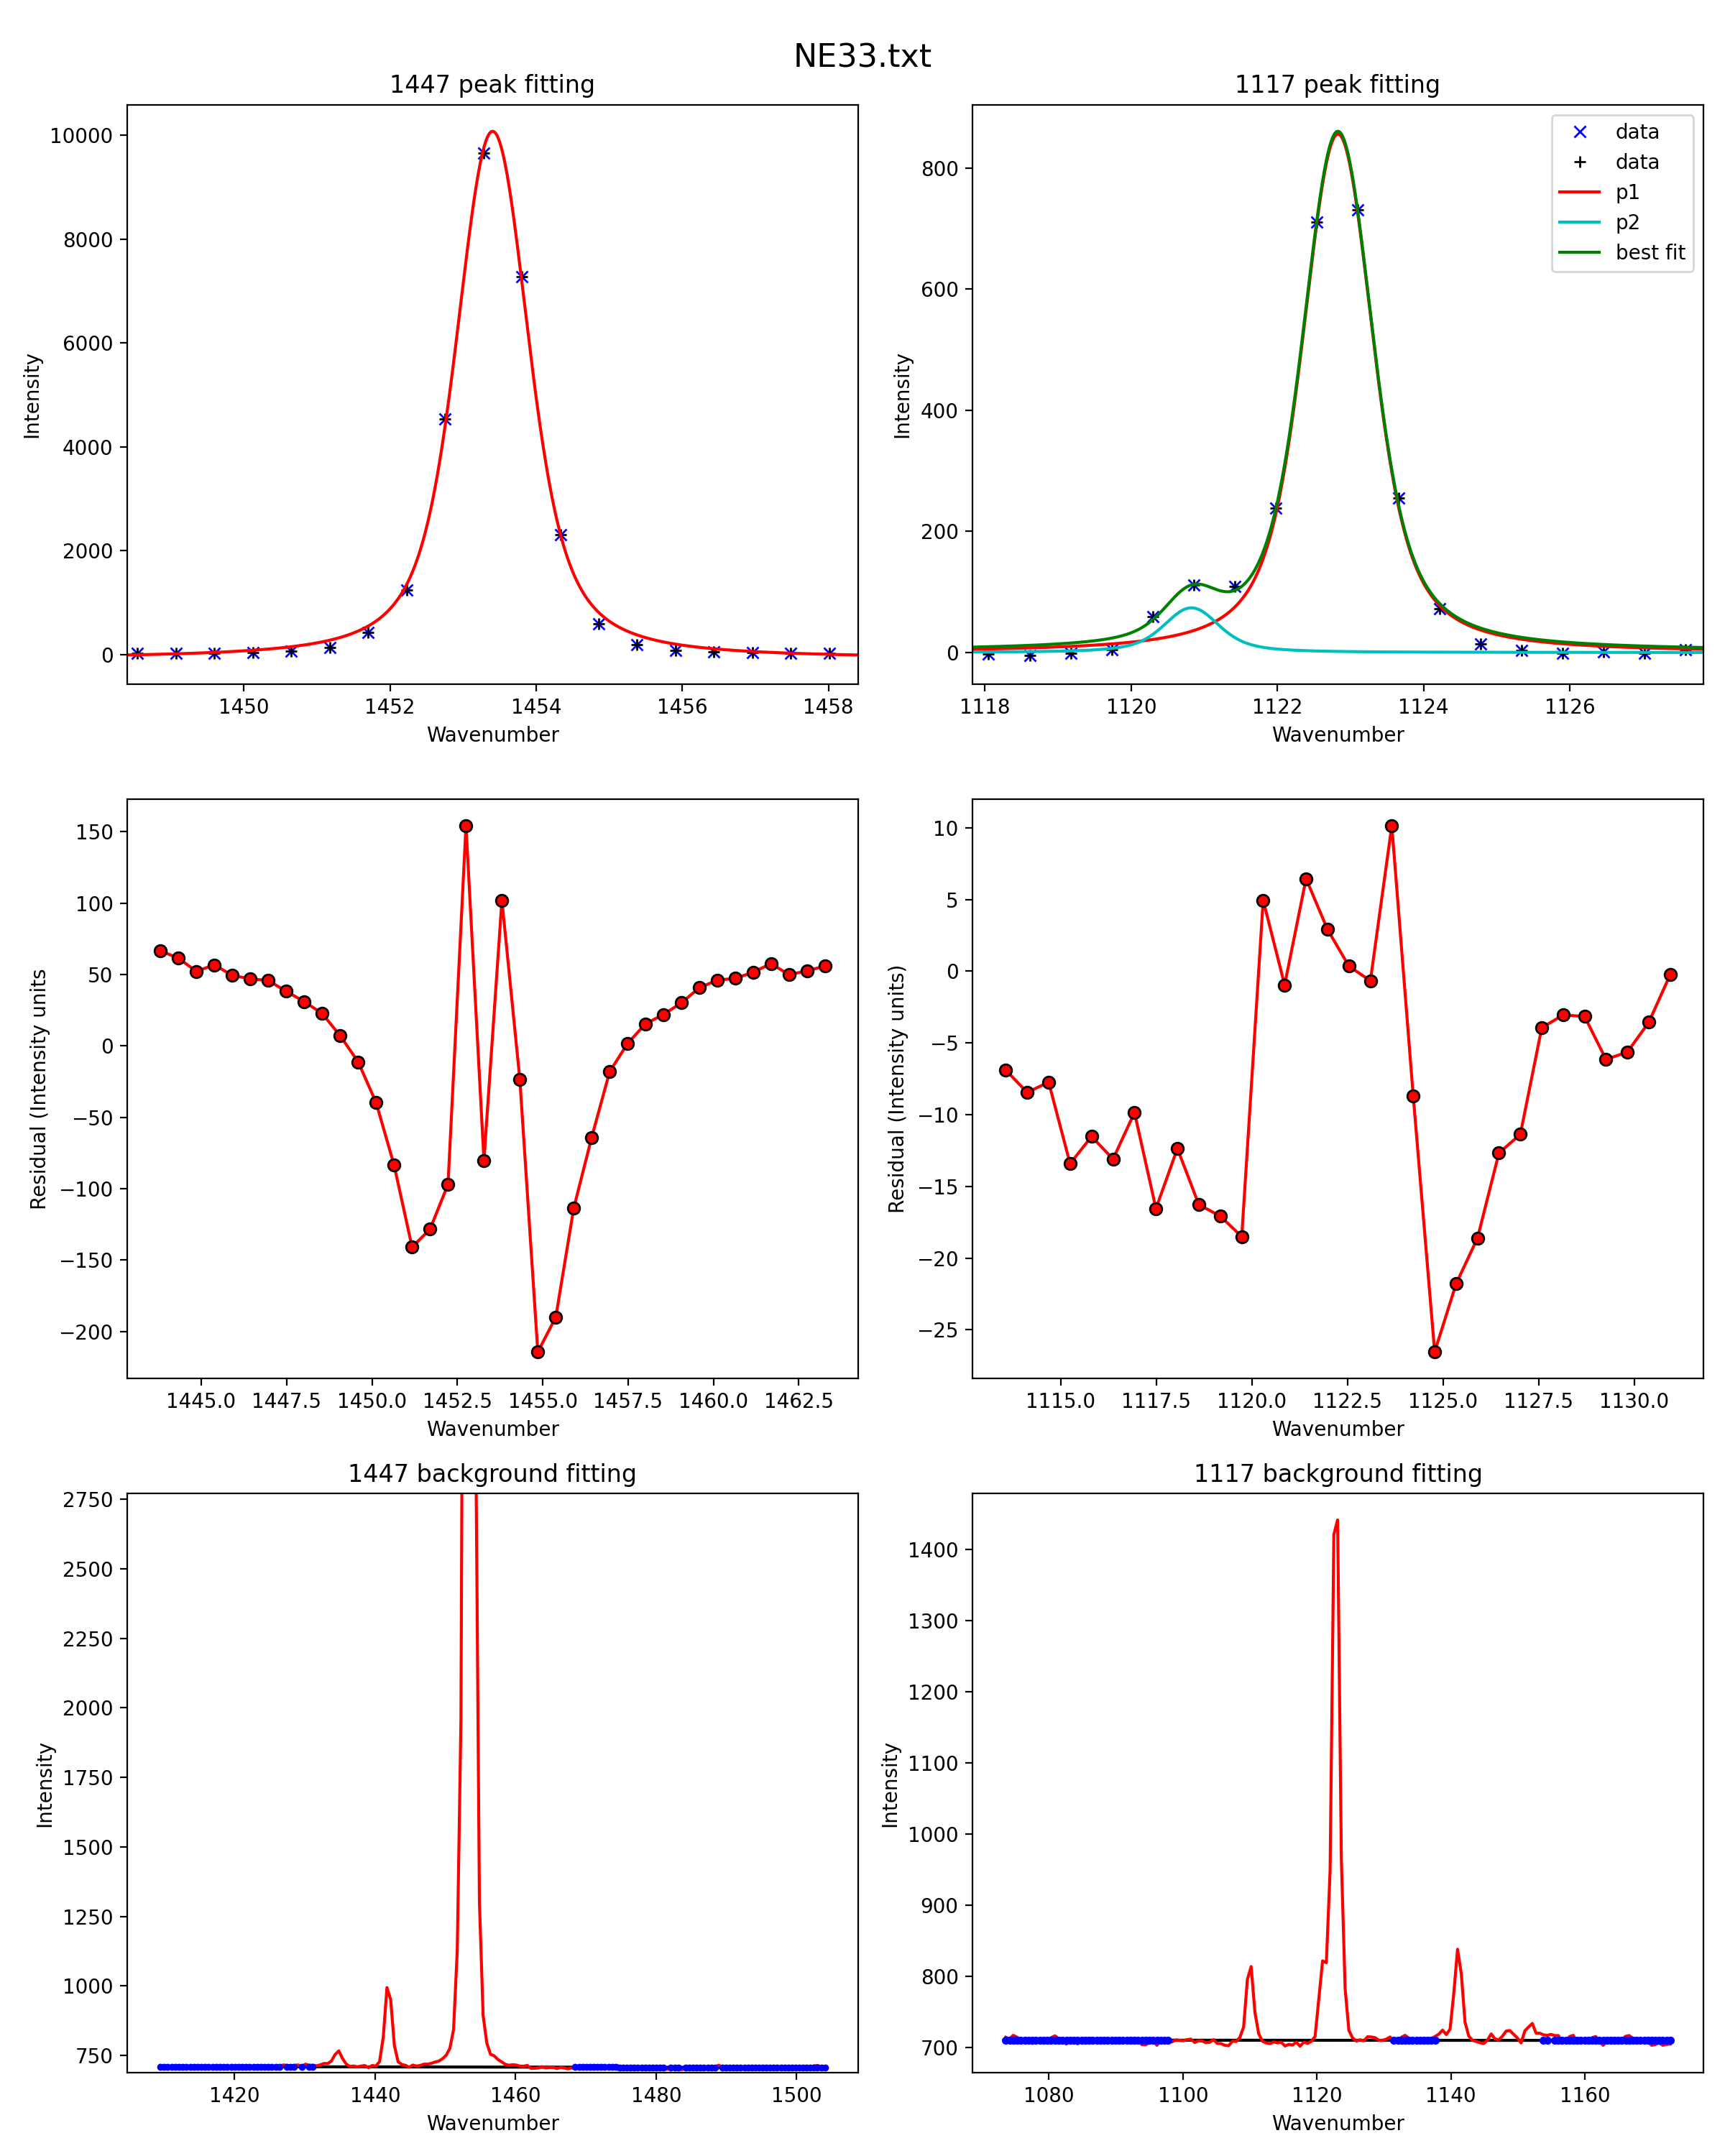 NE33.txt
1447 peak fitting
10000
8000
6000
4000
2000
0
Intensity
1450 1452 1454 1456 1458
Wavenumber
1117 peak fitting
800
600
400
200
0
Intensity
data
data
p1
p2
best fit
1118 1120 1122 1124 1126
Wavenumber
150
100
50
0
−50
−100
−150
−200
Residual (Intensity units
1445.0 1447.5 1450.0 1452.5 1455.0 1457.5 1460.0 1462.5
Wavenumber
10
5
0
−5
−10
−15
−20
−25
Residual (Intensity units)
1115.0 1117.5 1120.0 1122.5 1125.0 1127.5 1130.0
Wavenumber
1447 background fitting
2750
2500
2250
2000
1750
1500
1250
1000
750
Intensity
1420 1440 1460 1480 1500
Wavenumber
1117 background fitting
1400
1300
1200
1100
1000
900
800
700
Intensity
1080 1100 1120 1140 1160
Wavenumber